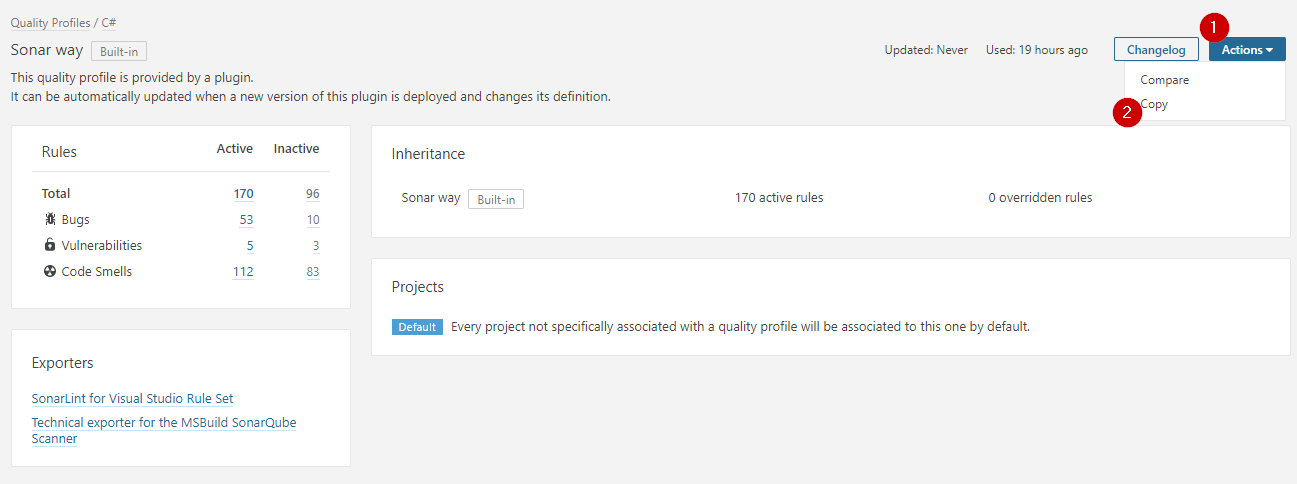 Quality Profiles / C#
Sonar way Built-in
Updated: Never Used: 19 hours ago Changelog Actions
1
This quality profile is provided by a plugin.
It can be automatically updated when a new version of this plugin is deployed and changes its definition.
Compare
2 Copy
Rules Active Inactive
Total 170 96
Bugs 53 10
Vulnerabilities 5 3
Code Smells 112 83
Inheritance
Sonar way Built-in 170 active rules 0 overridden rules
Projects
Default Every project not specifically associated with a quality profile will be associated to this one by default.
Exporters
SonarLint for Visual Studio Rule Set
Technical exporter for the MSBuild SonarQube
Scanner